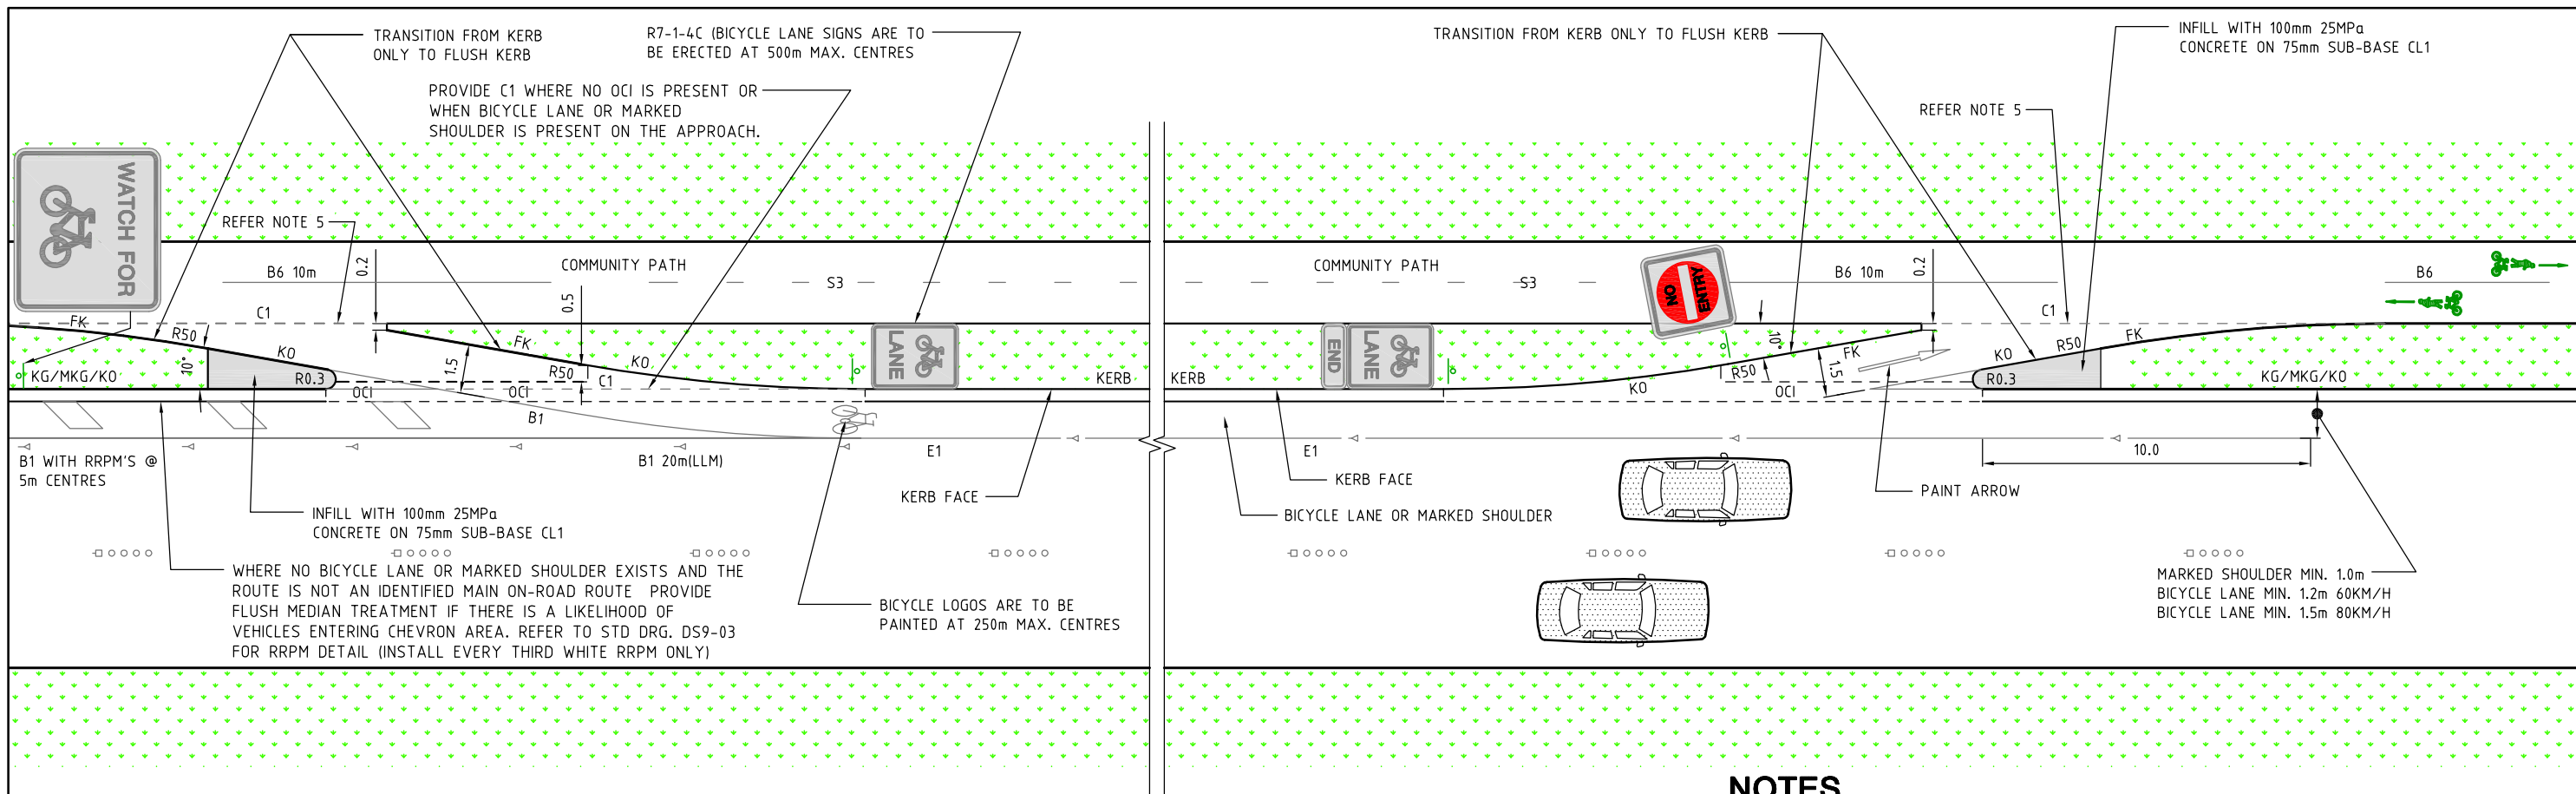 TRANSITION FROM KERB
ONLY TO FLUSH KERB
R7-1-4C (BICYCLE LANE SIGNS ARE TO
BE ERECTED AT 500m MAX. CENTRES
PROVIDE C1 WHERE NO OCI IS PRESENT OR
WHEN BICYCLE LANE OR MARKED
SHOULDER IS PRESENT ON THE APPROACH.
TRANSITION FROM KERB ONLY TO FLUSH KERB
INFILL WITH 100mm 25MPa
CONCRETE ON 75mm SUB-BASE CL1
REFER NOTE 5
WATCH FOR
REFER NOTE 5
B6 10m
0.2
COMMUNITY PATH
S3
0.5
COMMUNITY PATH
S3
NO
ENTRY
B6 10m
0.2
B6
C1
C1
FK
R50
KO
10°
KG/MKG/KO
R0.3
FK
1.5
R50
KO
C1
OCI
OCI
B1
LANE
KERB
KERB
END
LANE
KO
R50
10°
FK
1.5
OCI
KO
R50
FK
R0.3
KG/MKG/KO
B1 WITH RRPM'S @
5m CENTRES
B1 20m(LLM)
E1
E1
10.0
KERB FACE
KERB FACE
PAINT ARROW
BICYCLE LANE OR MARKED SHOULDER
INFILL WITH 100mm 25MPa
CONCRETE ON 75mm SUB-BASE CL1
WHERE NO BICYCLE LANE OR MARKED SHOULDER EXISTS AND THE
ROUTE IS NOT AN IDENTIFIED MAIN ON-ROAD ROUTE PROVIDE
FLUSH MEDIAN TREATMENT IF THERE IS A LIKELIHOOD OF
VEHICLES ENTERING CHEVRON AREA. REFER TO STD DRG. DS9-03
FOR RRPM DETAIL (INSTALL EVERY THIRD WHITE RRPM ONLY)
BICYCLE LOGOS ARE TO BE
PAINTED AT 250m MAX. CENTRES
MARKED SHOULDER MIN. 1.0m
BICYCLE LANE MIN. 1.2m 60KM/H
BICYCLE LANE MIN. 1.5m 80KM/H
NOTES